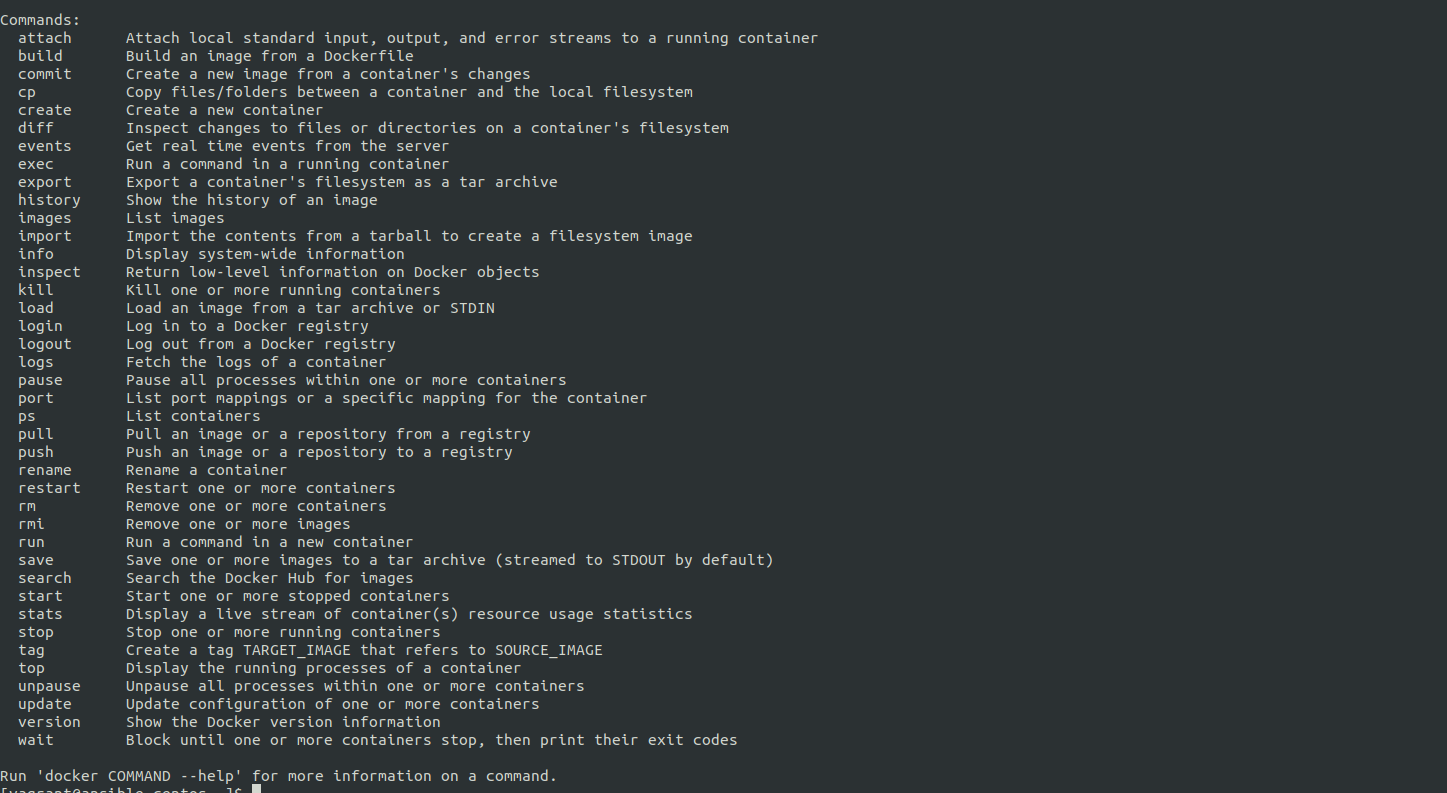 Commands:
  attach      Attach local standard input, output, and error streams to a running container
  build       Build an image from a Dockerfile
  commit      Create a new image from a container's changes
  cp          Copy files/folders between a container and the local filesystem
  create      Create a new container
  diff        Inspect changes to files or directories on a container's filesystem
  events      Get real time events from the server
  exec        Run a command in a running container
  export      Export a container's filesystem as a tar archive
  history     Show the history of an image
  images      List images
  import      Import the contents from a tarball to create a filesystem image
  info        Display system-wide information
  inspect     Return low-level information on Docker objects
  kill        Kill one or more running containers
  load        Load an image from a tar archive or STDIN
  login       Log in to a Docker registry
  logout      Log out from a Docker registry
  logs        Fetch the logs of a container
  pause       Pause all processes within one or more containers
  port        List port mappings or a specific mapping for the container
  ps          List containers
  pull        Pull an image or a repository from a registry
  push        Push an image or a repository to a registry
  rename      Rename a container
  restart     Restart one or more containers
  rm          Remove one or more containers
  rmi         Remove one or more images
  run         Run a command in a new container
  save        Save one or more images to a tar archive (streamed to STDOUT by default)
  search      Search the Docker Hub for images
  start       Start one or more stopped containers
  stats       Display a live stream of container(s) resource usage statistics
  stop        Stop one or more running containers
  tag         Create a tag TARGET_IMAGE that refers to SOURCE_IMAGE
  top         Display the running processes of a container
  unpause     Unpause all processes within one or more containers
  update      Update configuration of one or more containers
  version     Show the Docker version information
  wait        Block until one or more containers stop, then print their exit codes

Run 'docker COMMAND --help' for more information on a command.
[vagrant@ansible-centos ~]$